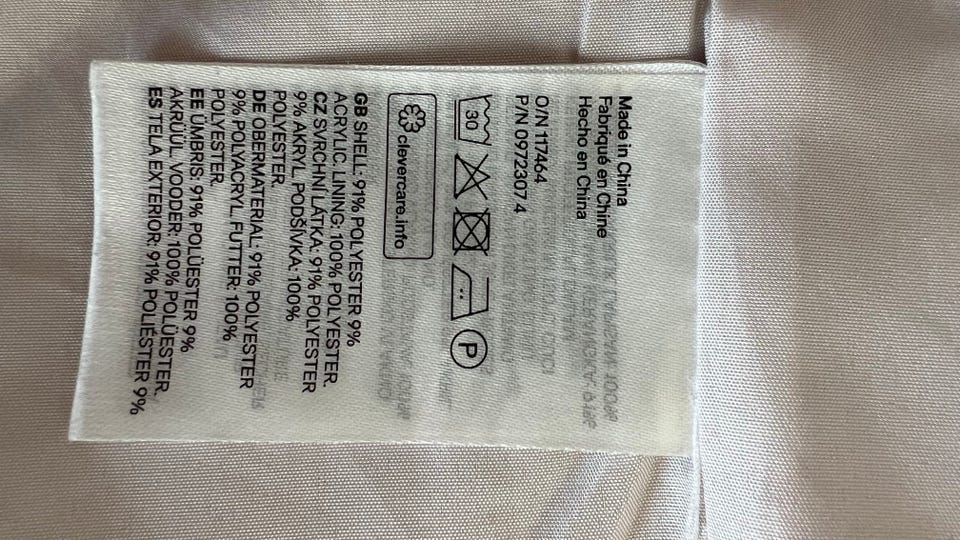 Made in China
Fabriqué en Chine
Hecho en China
O/N 117464
P/N 0972307 4
30
P
clevercare.info
GB SHELL: 91% POLYESTER 9%
ACRYLIC. LINING: 100% POLYESTER.
CZ SVRCHNÍ LÁTKA: 91% POLYESTER
9% AKRYL. PODŠÍVKA: 100%
POLYESTER.
DE OBERMATERIAL: 91% POLYESTER
9% POLYACRYL. FUTTER: 100%
POLYESTER.
EE ÜMBRIS: 91% POLÜESTER 9%
AKRÜÜL. VOODER: 100% POLÜESTER.
ES TELA EXTERIOR: 91% POLIÉSTER 9%